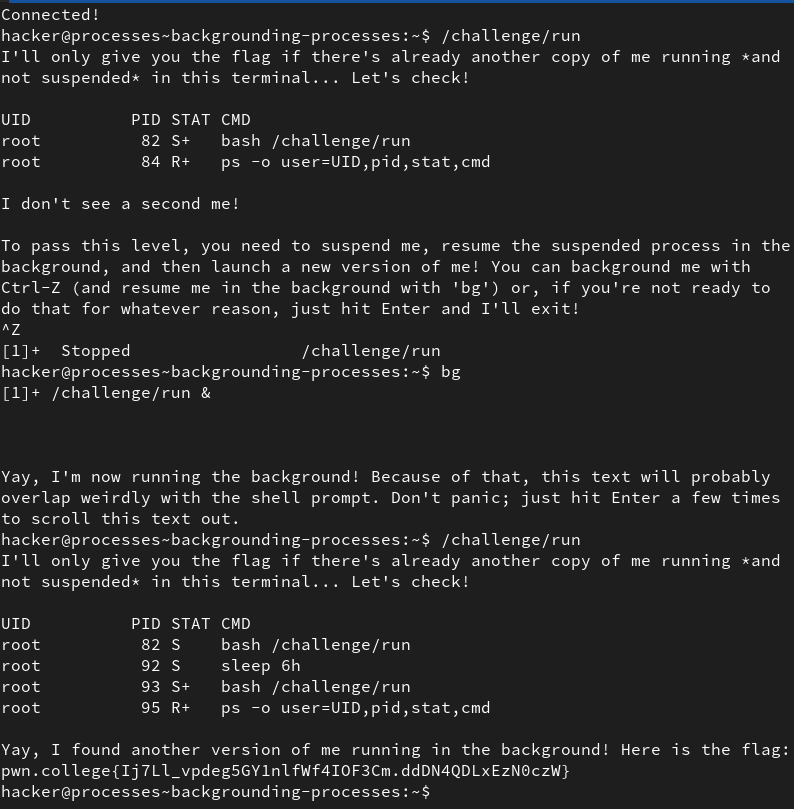 Connected!
hacker@processes~backgrounding-processes:~$ /challenge/run
I'll only give you the flag if there's already another copy of me running *and
not suspended* in this terminal... Let's check!
UID          PID STAT CMD
root          82 S+   bash /challenge/run
root          84 R+   ps -o user=UID,pid,stat,cmd
I don't see a second me!
To pass this level, you need to suspend me, resume the suspended process in the
background, and then launch a new version of me! You can background me with
Ctrl-Z (and resume me in the background with 'bg') or, if you're not ready to
do that for whatever reason, just hit Enter and I'll exit!
^Z
[1]+  Stopped                 /challenge/run
hacker@processes~backgrounding-processes:~$ bg
[1]+ /challenge/run &
Yay, I'm now running the background! Because of that, this text will probably
overlap weirdly with the shell prompt. Don't panic; just hit Enter a few times
to scroll this text out.
hacker@processes~backgrounding-processes:~$ /challenge/run
I'll only give you the flag if there's already another copy of me running *and
not suspended* in this terminal... Let's check!
UID          PID STAT CMD
root          82 S    bash /challenge/run
root          92 S    sleep 6h
root          93 S+   bash /challenge/run
root          95 R+   ps -o user=UID,pid,stat,cmd
Yay, I found another version of me running in the background! Here is the flag:
pwn.college{Ij7Ll_vpdeg5GY1nlfWf4IOF3Cm.ddDN4QDLxEzN0czW}
hacker@processes~backgrounding-processes:~$